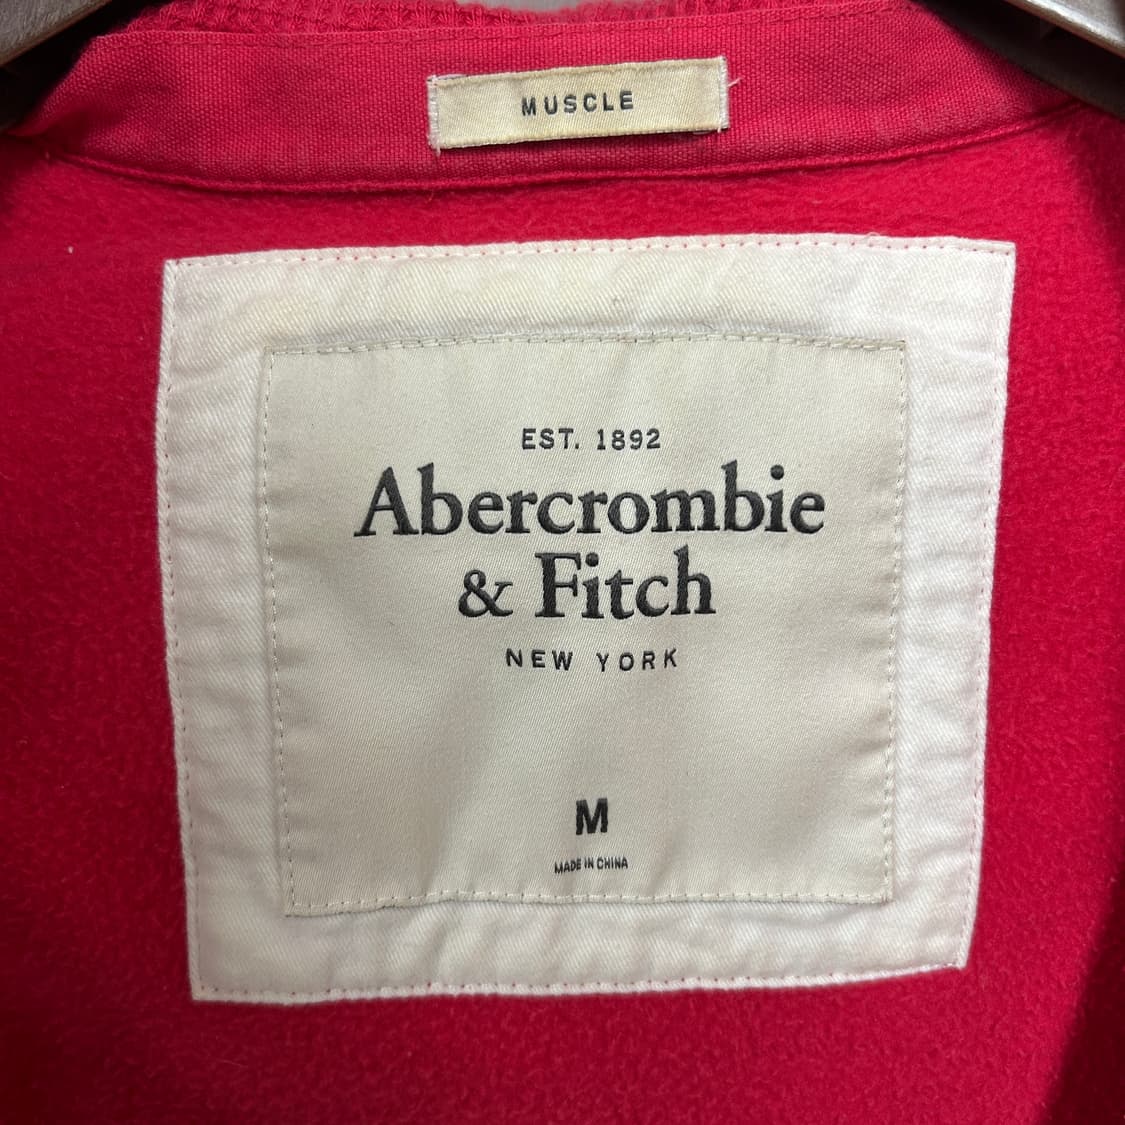 MUSCLE
EST. 1892
Abercrombie
& Fitch
NEW YORK
M
MADE IN CHINA